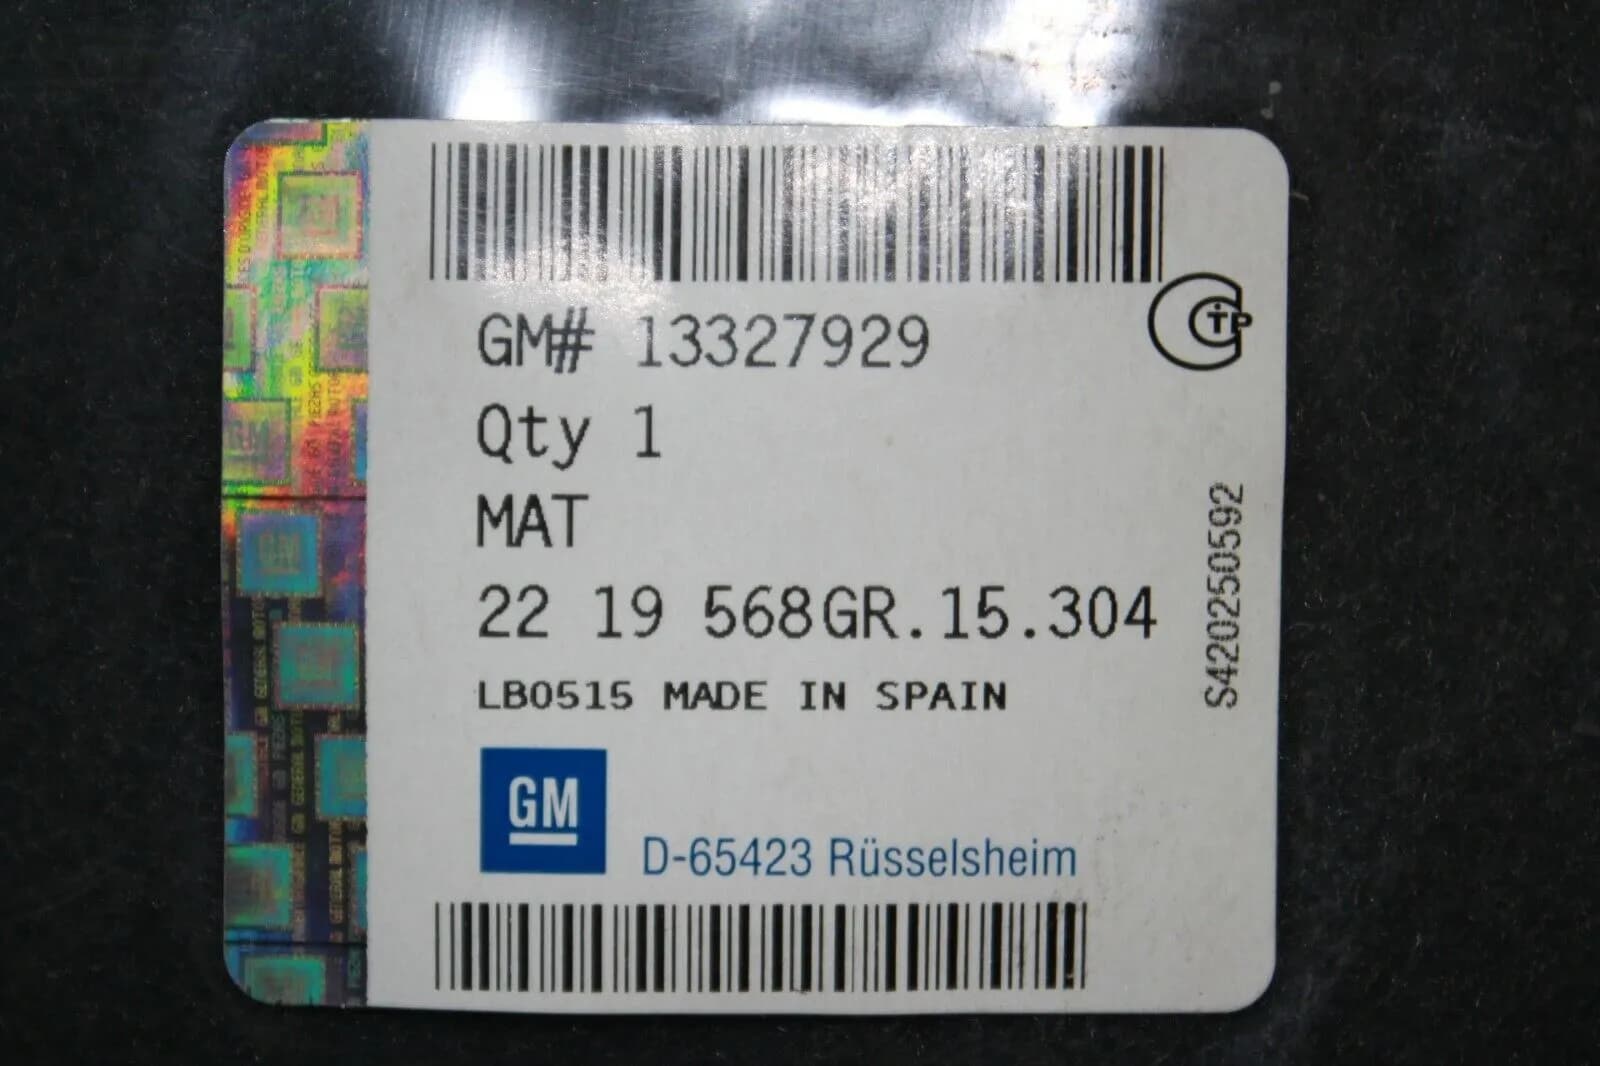 GM# 13327929
Qty 1
MAT
22 19 568GR.15.304
LB0515 MADE IN SPAIN
GM
D-65423 Rüsselsheim
S420250592